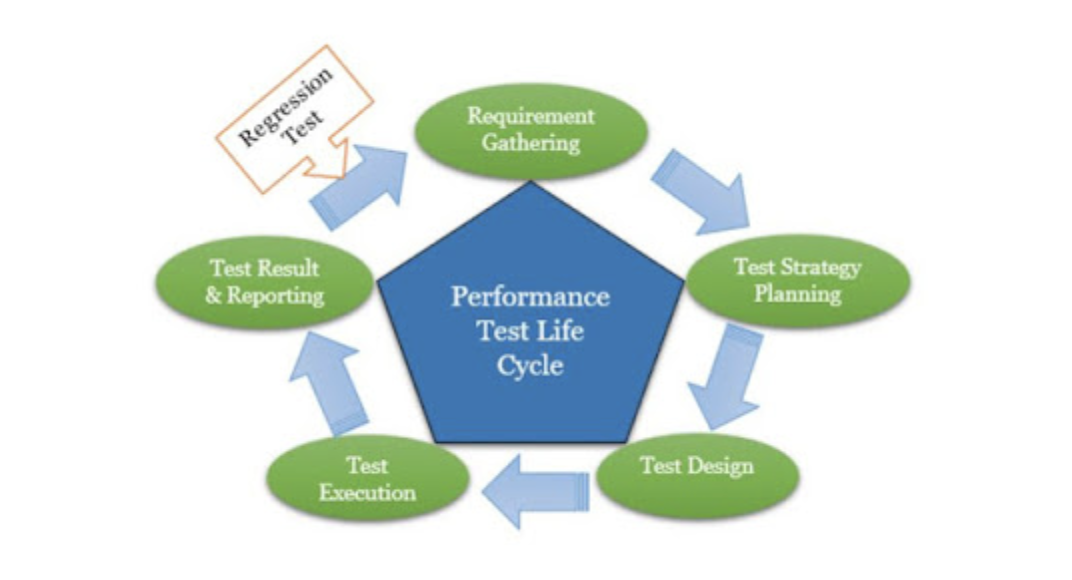 Regression
Test
Requirement
Gathering
Test Result
& Reporting
Test Strategy
Planning
Performance
Test Life
Cycle
Test
Execution
Test Design